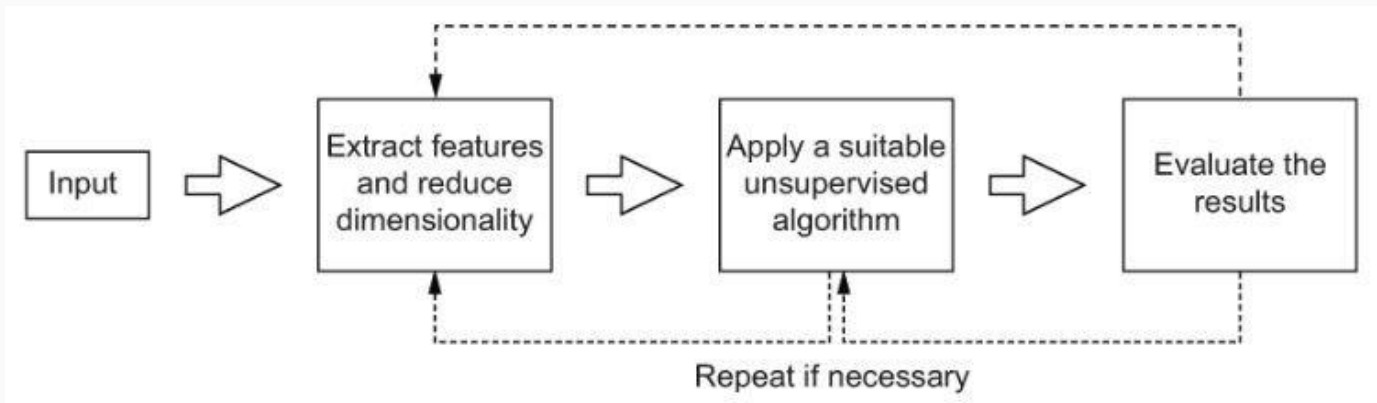 Input
Extract features
and reduce
dimensionality
Apply a suitable
unsupervised
algorithm
Evaluate the
results
Repeat if necessary